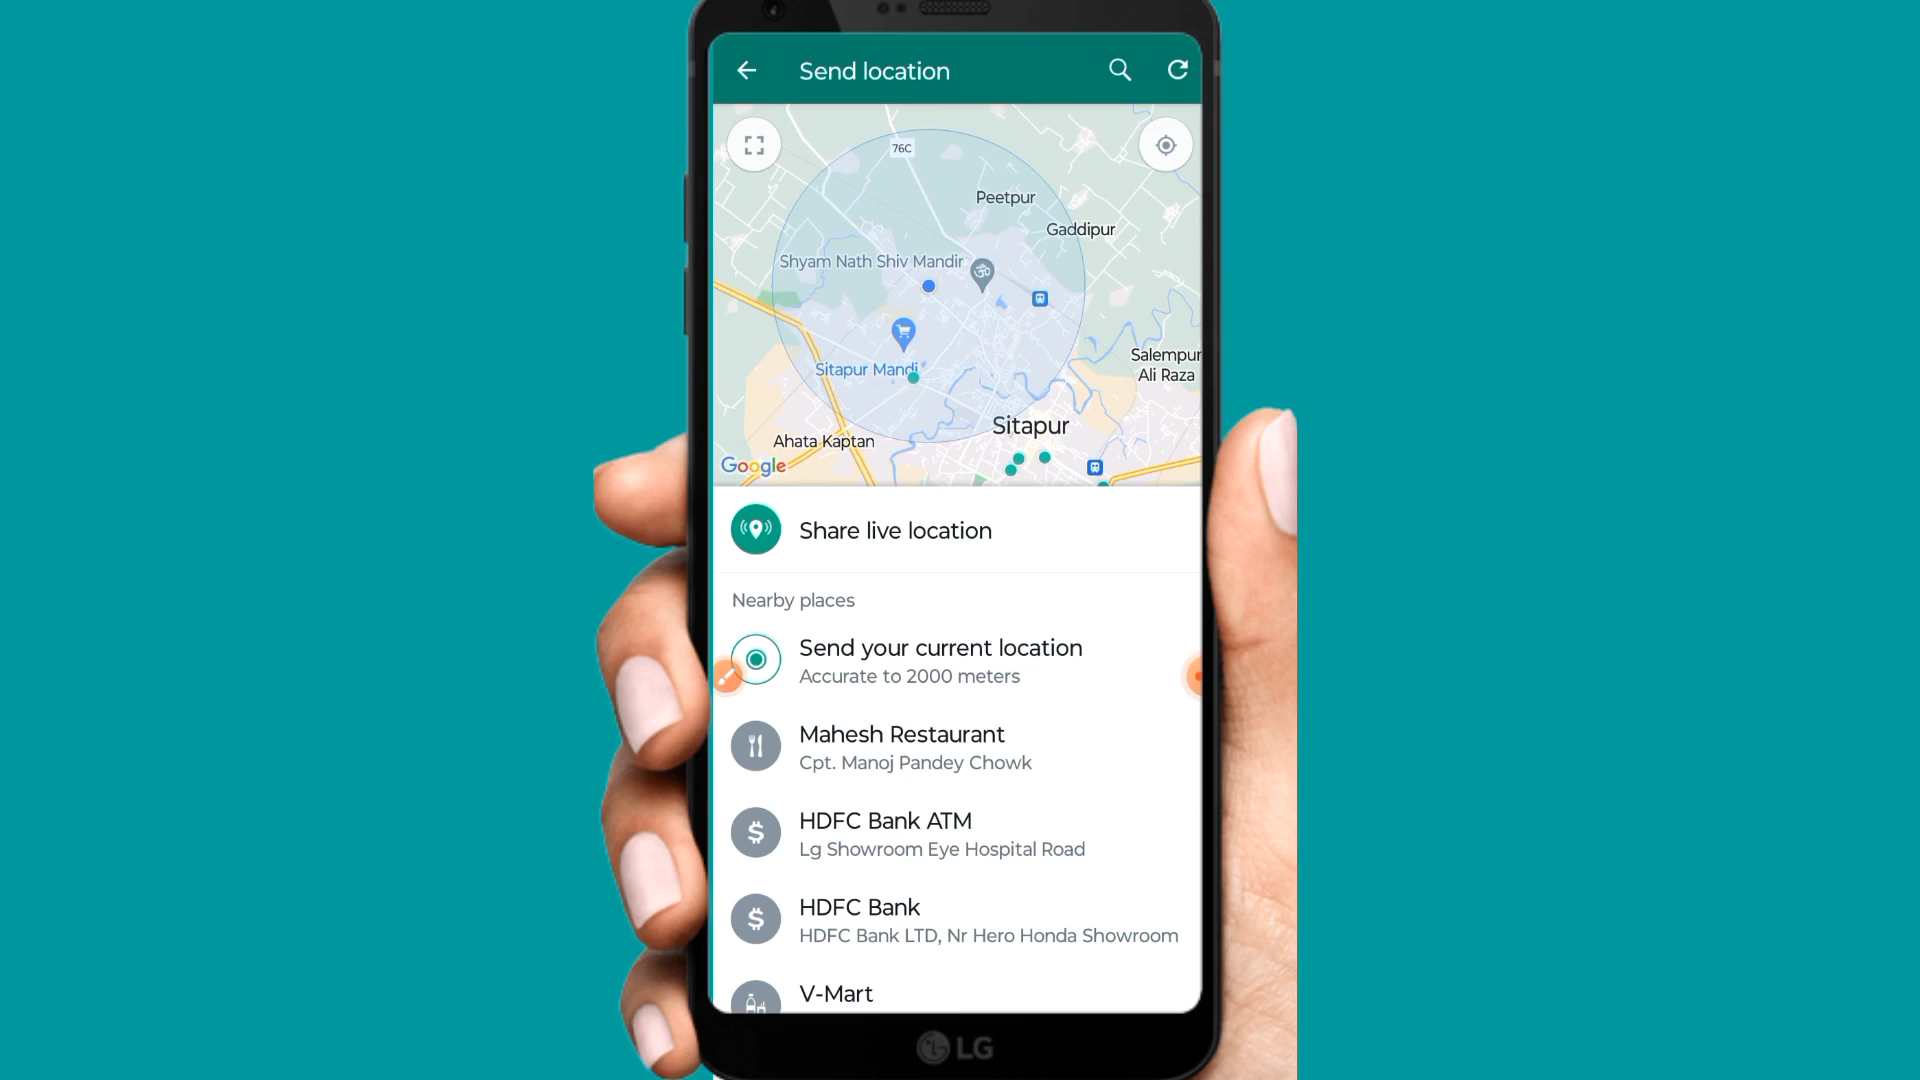 Send location
76C
Peetpur
Gaddipur
Shyam Nath Shiv Mandir
Salempur
Ali Raza
Sitapur Mandi
Sitapur
Ahata Kaptan
Google
Share live location
Nearby places
Send your current location
Accurate to 2000 meters
Mahesh Restaurant
Cpt. Manoj Pandey Chowk
HDFC Bank ATM
Lg Showroom Eye Hospital Road
HDFC Bank
HDFC Bank LTD, Nr Hero Honda Showroom
V-Mart
LG